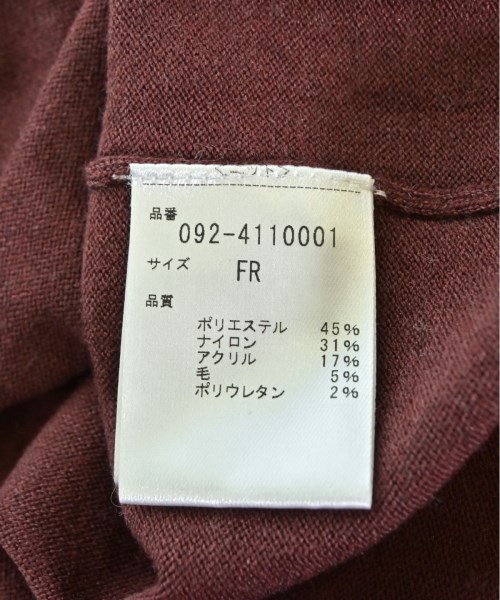 品番
092-4110001
サイズ FR
品質
ポリエステル 45%
ナイロン 31%
アクリル 17%
毛 5%
ポリウレタン 2%